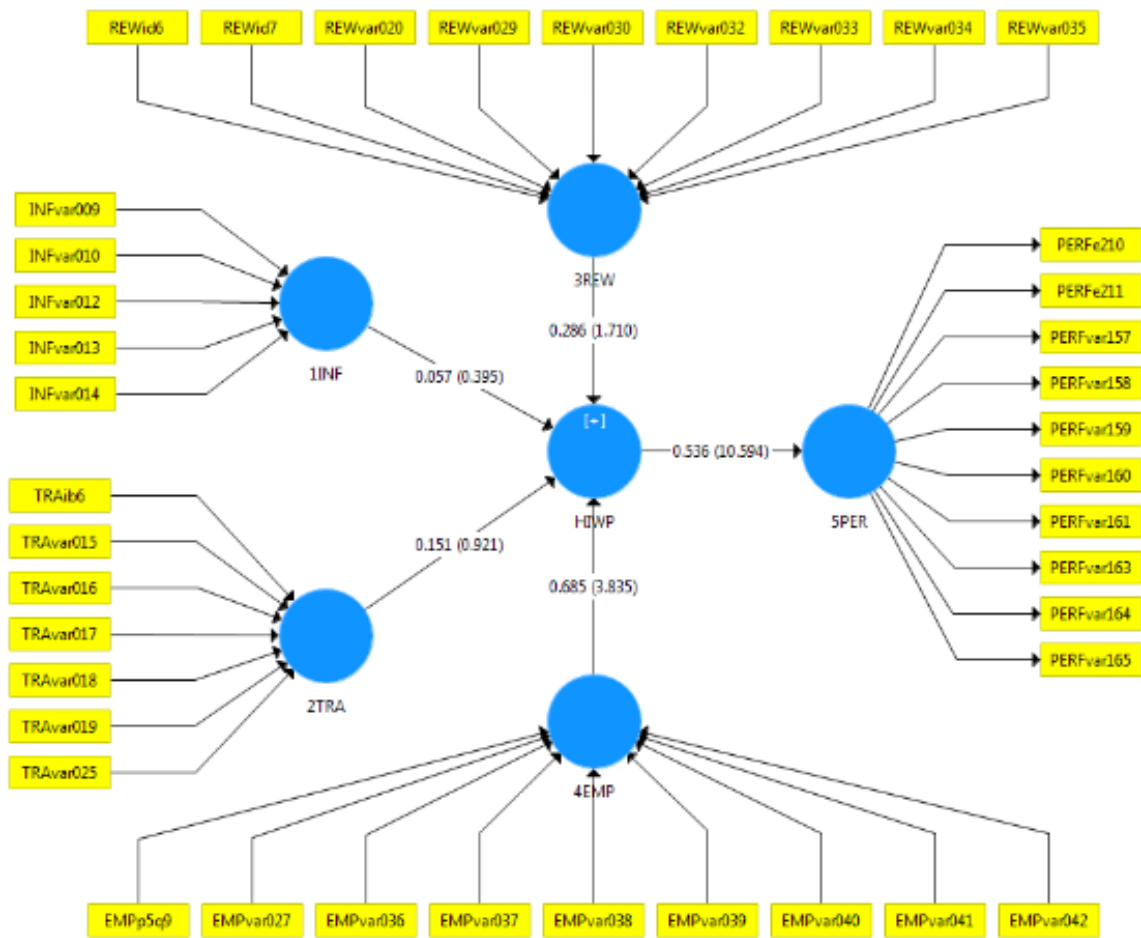 REWid6
REWid7
REWvar020
REWvar029
REWvar030
REWvar032
REWvar033
REWvar034
REWvar035
INFvar009
INFvar010
INFvar012
INFvar013
INFvar014
1INF
3REW
0.286 (1.710)
0.057 (0.395)
[+]
HIWP
0.536 (10.594)
5PER
PERFe210
PERFe211
PERFvar157
PERFvar158
PERFvar159
PERFvar160
PERFvar161
PERFvar163
PERFvar164
PERFvar165
TRAib6
TRAvar015
TRAvar016
TRAvar017
TRAvar018
TRAvar019
TRAvar025
2TRA
0.151 (0.921)
0.685 (3.835)
4EMP
EMPp5q9
EMPvar027
EMPvar036
EMPvar037
EMPvar038
EMPvar039
EMPvar040
EMPvar041
EMPvar042